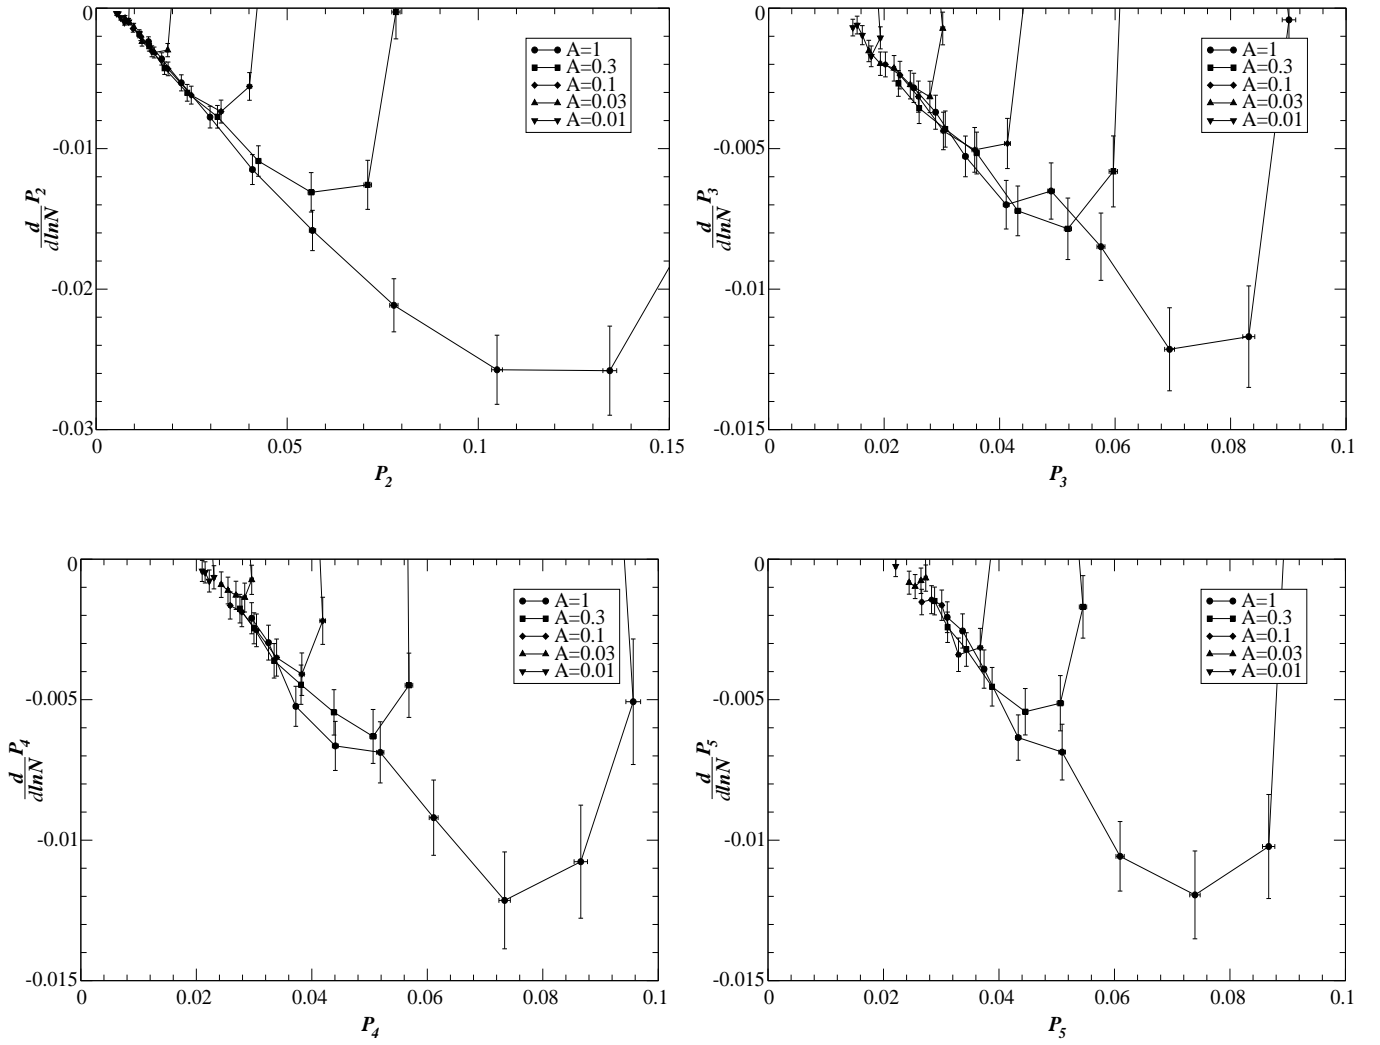 0
-0.01
-0.02
-0.03
d
dlnN
P2
0
0.05
0.1
0.15
P2
A=1
A=0.3
A=0.1
A=0.03
A=0.01
0
-0.005
-0.01
-0.015
d
dlnN
P3
0
0.02
0.04
0.06
0.08
0.1
P3
A=1
A=0.3
A=0.1
A=0.03
A=0.01
0
-0.005
-0.01
-0.015
d
dlnN
P4
0
0.02
0.04
0.06
0.08
0.1
P4
A=1
A=0.3
A=0.1
A=0.03
A=0.01
0
-0.005
-0.01
-0.015
d
dlnN
P5
0
0.02
0.04
0.06
0.08
0.1
P5
A=1
A=0.3
A=0.1
A=0.03
A=0.01